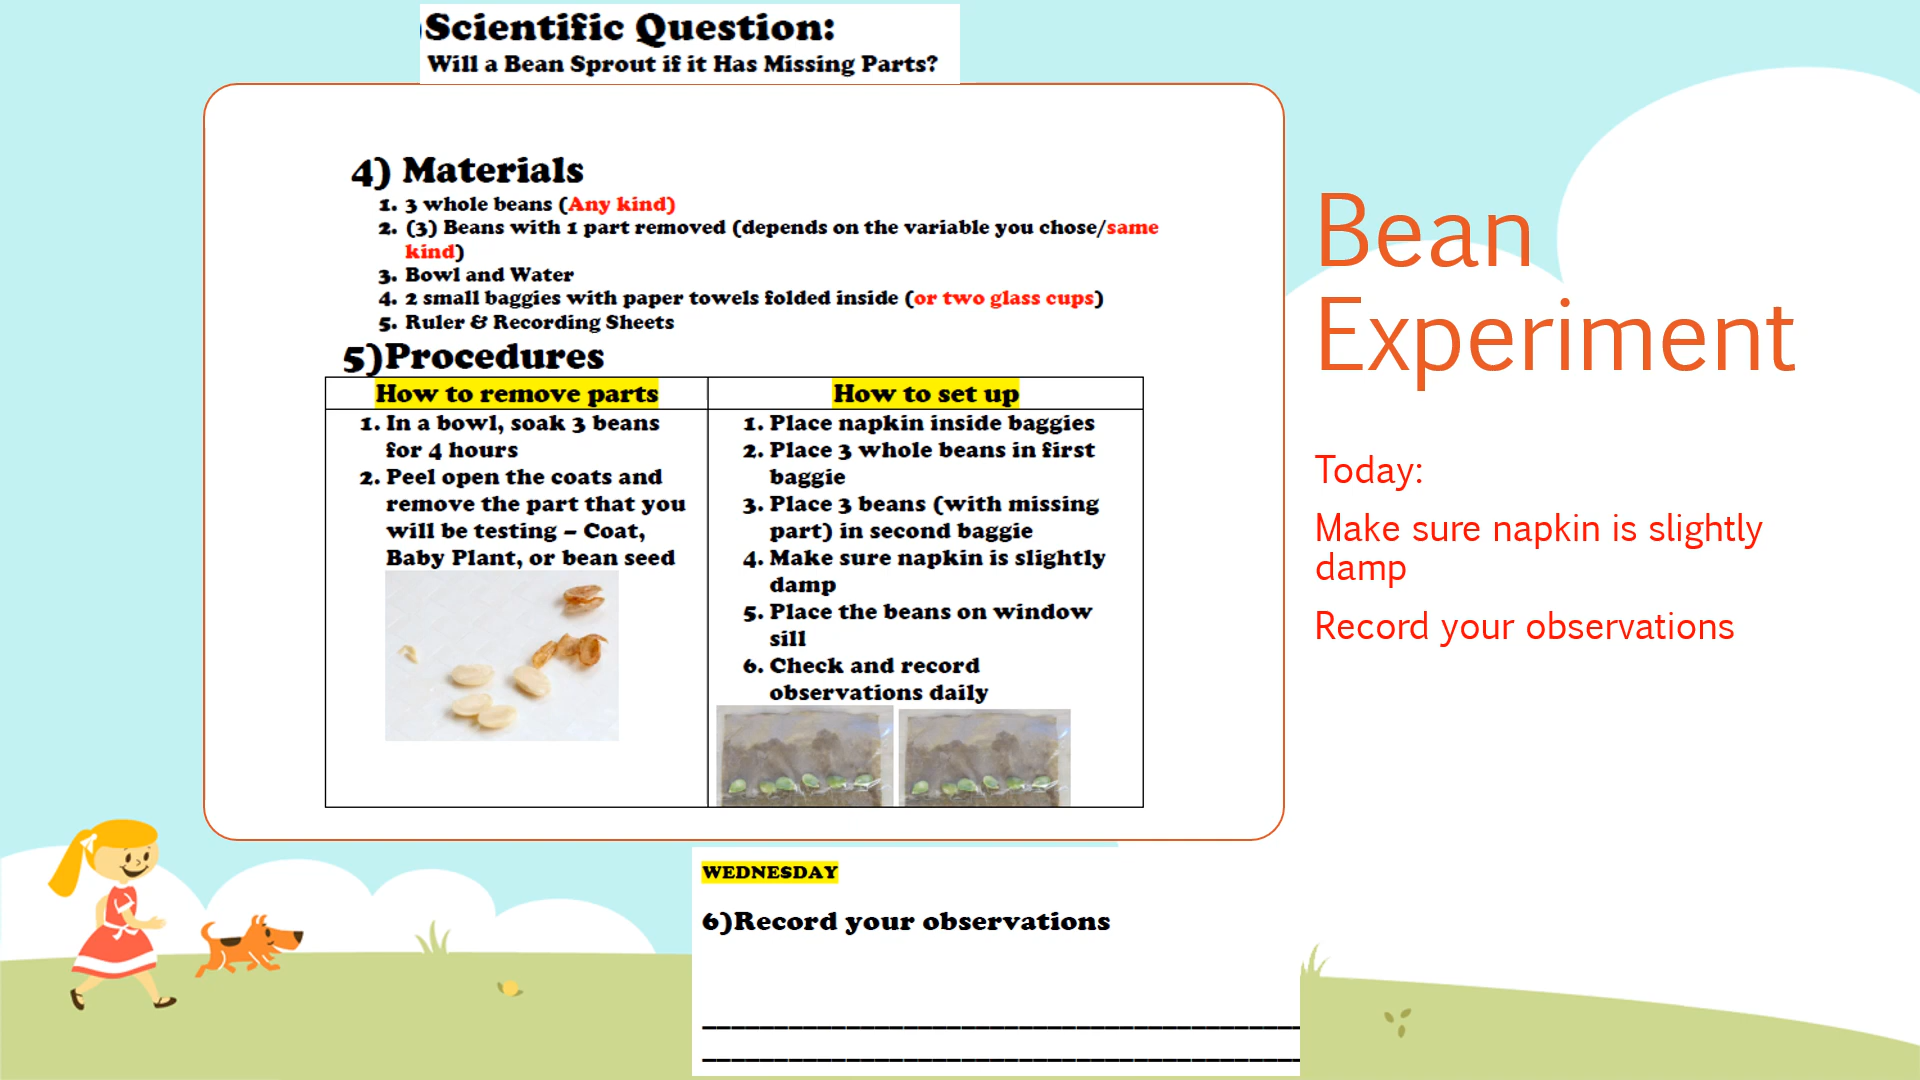 Scientific Question:
Will a Bean Sprout if it Has Missing Parts?
4) Materials
1. 3 whole beans (Any kind)
2. (3) Beans with 1 part removed (depends on the variable you chose/same
kind)
3. Bowl and Water
4. 2 small baggies with paper towels folded inside (or two glass cups)
5. Ruler & Recording Sheets
5)Procedures
How to remove parts
1. In a bowl, soak 3 beans
for 4 hours
2. Peel open the coats and
remove the part that you
will be testing – Coat,
Baby Plant, or bean seed
How to set up
1. Place napkin inside baggies
2. Place 3 whole beans in first
baggie
3. Place 3 beans (with missing
part) in second baggie
4. Make sure napkin is slightly
damp
5. Place the beans on window
sill
6. Check and record
observations daily
Bean
Experiment
Today:
Make sure napkin is slightly
damp
Record your observations
WEDNESDAY
6)Record your observations